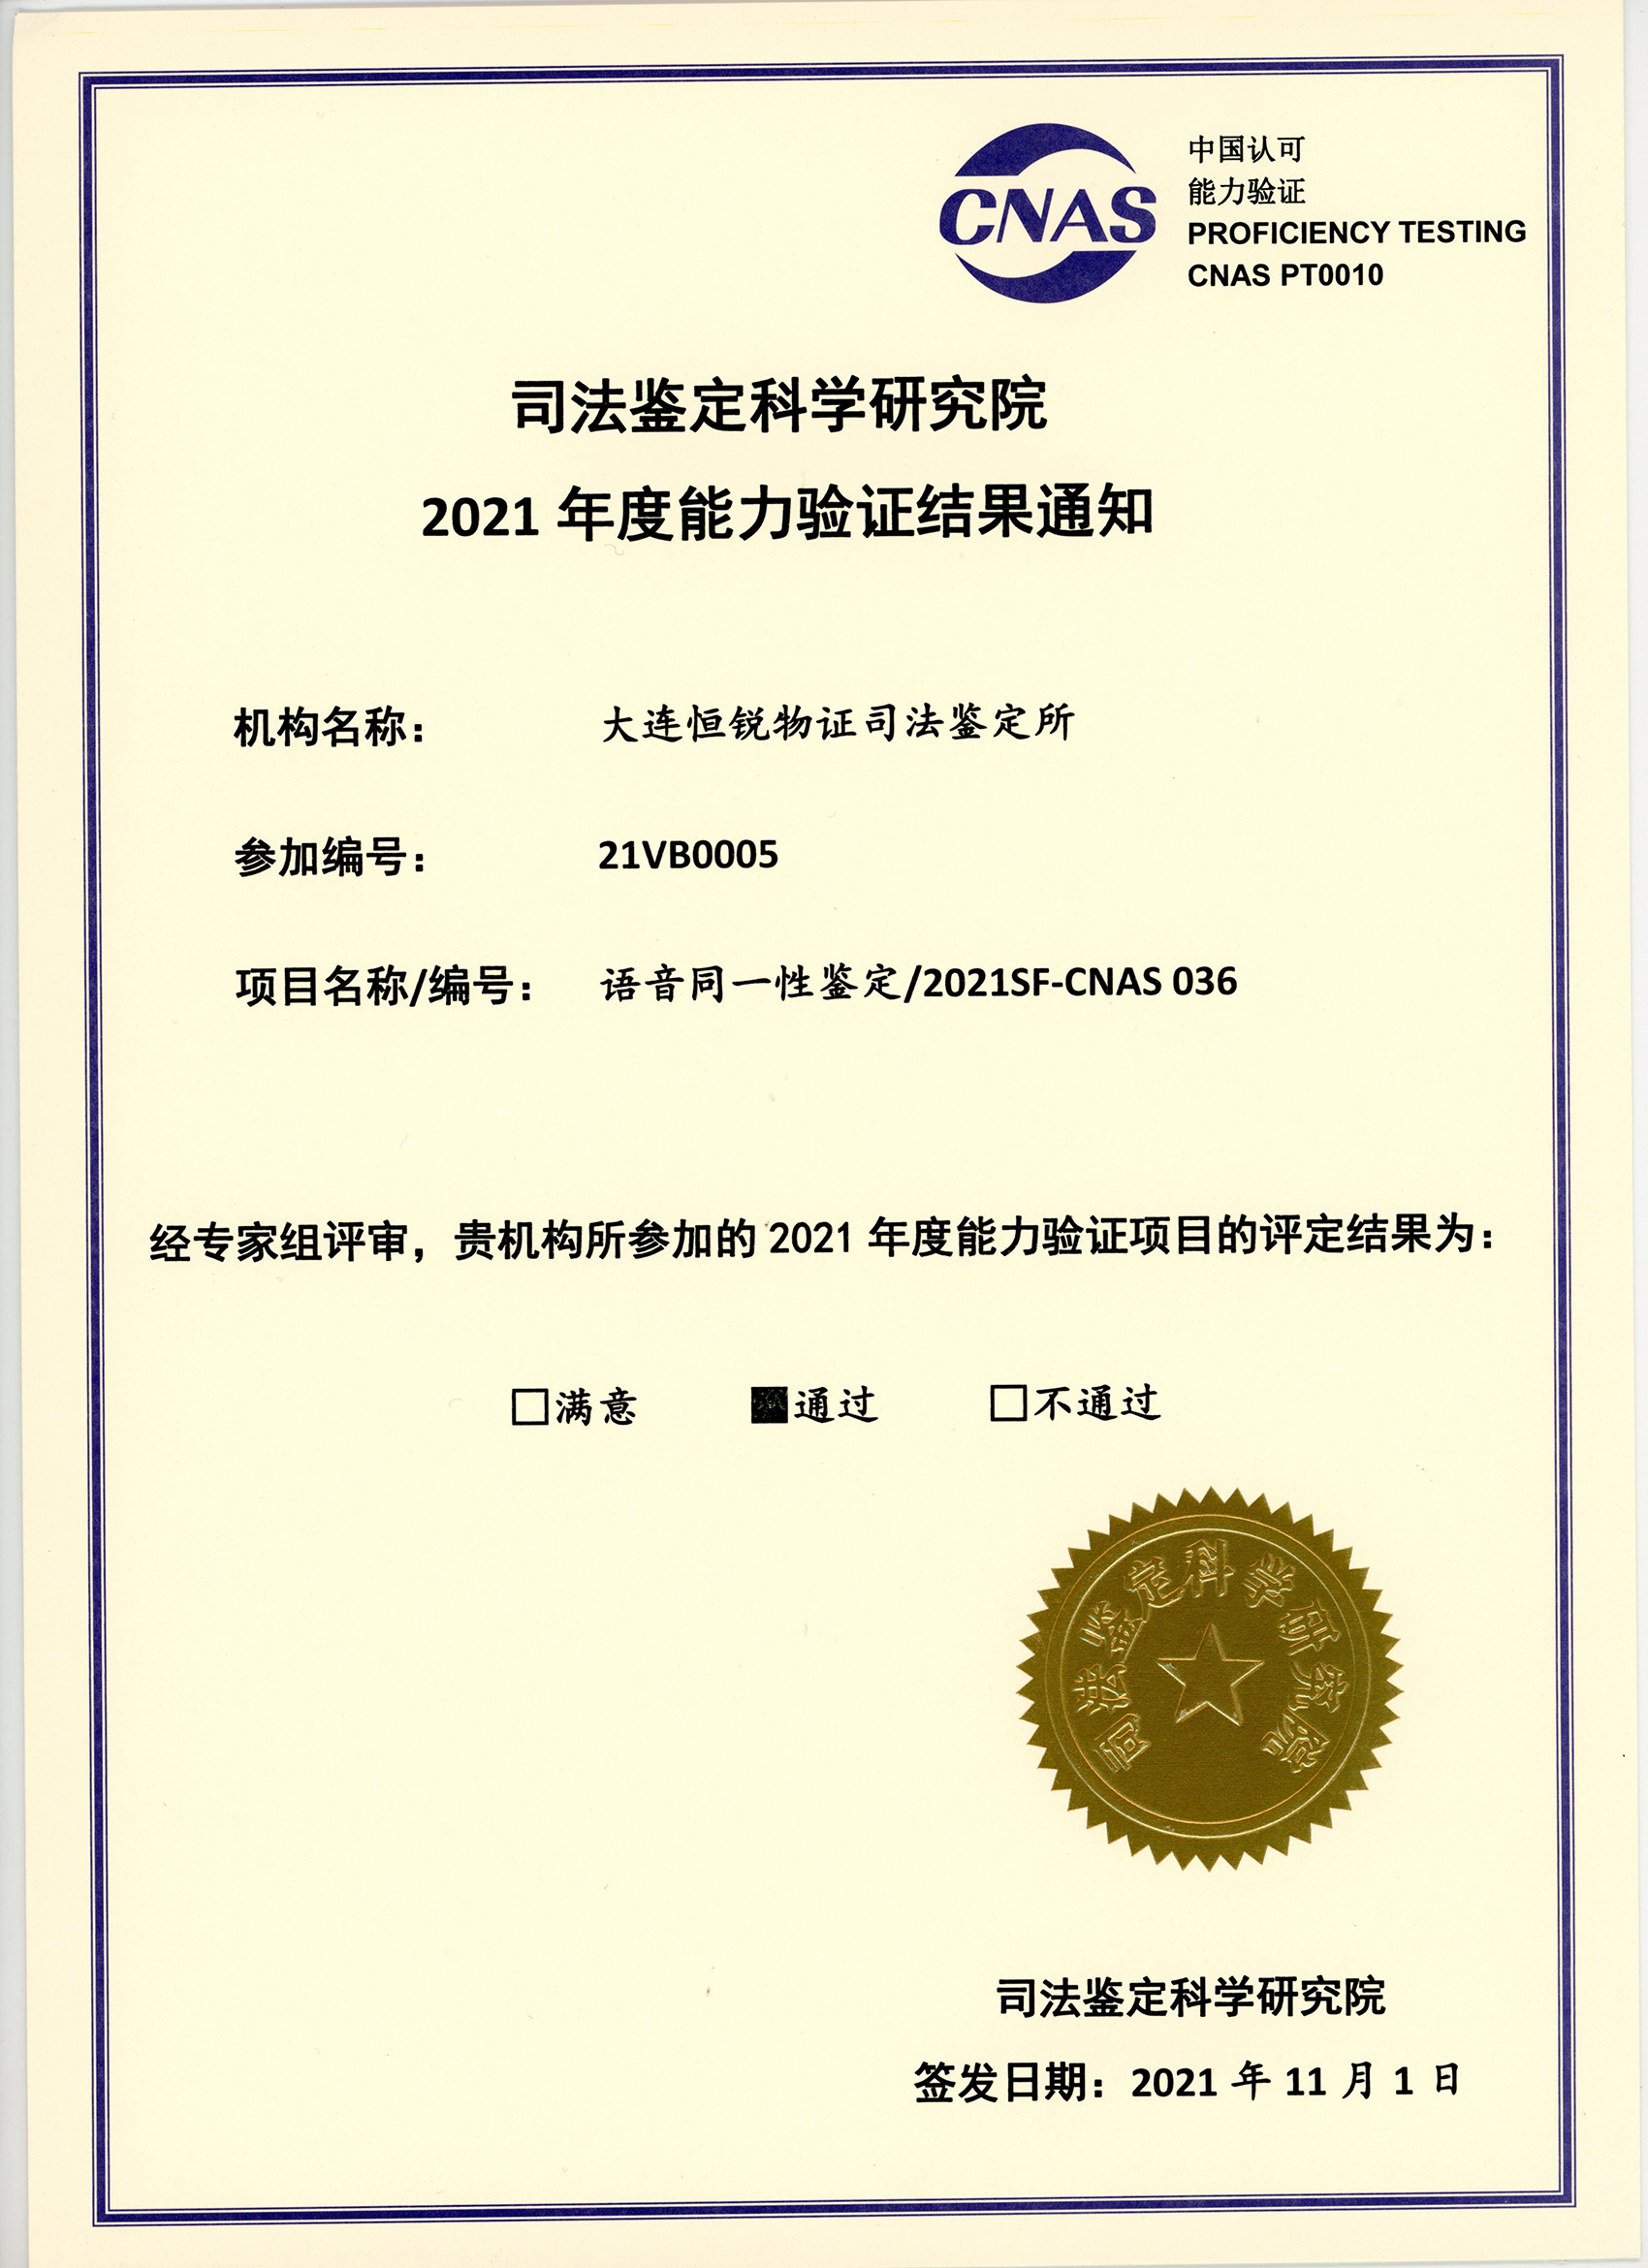 CNAS
中国认可
能力验证
PROFICIENCY TESTING
CNAS PT0010
司法鉴定科学研究院
2021 年度能力验证结果通知
机构名称： 大连恒锐物证司法鉴定所
参加编号： 21VB0005
项目名称/编号： 语音同一性鉴定/2021SF-CNAS 036
经专家组评审，贵机构所参加的 2021 年度能力验证项目的评定结果为：
□满意 ■通过 □不通过
司法鉴定科学研究院
司法鉴定科学研究院
签发日期：2021 年 11 月 1 日